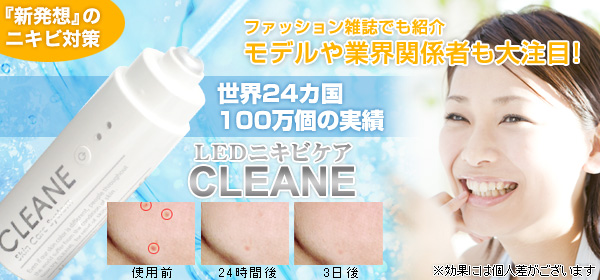 『新発想』の
ニキビ対策
ファッション雑誌でも紹介
モデルや業界関係者も大注目!
世界24カ国
100万個の実績
LEDニキビケア
CLEANE
CLEANE
使用前
24時間後
3日後
※効果には個人差がございます